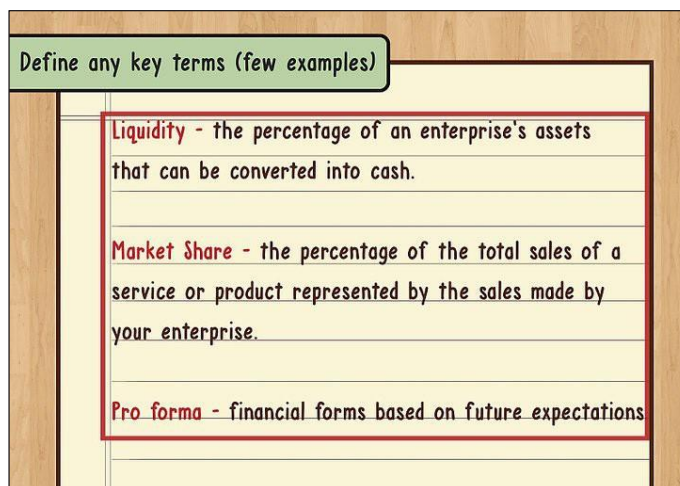 Define any key terms (few examples)
Liquidity - the percentage of an enterprise's assets
that can be converted into cash.
Market Share - the percentage of the total sales of a
service or product represented by the sales made by
your enterprise.
Pro forma - financial forms based on future expectations